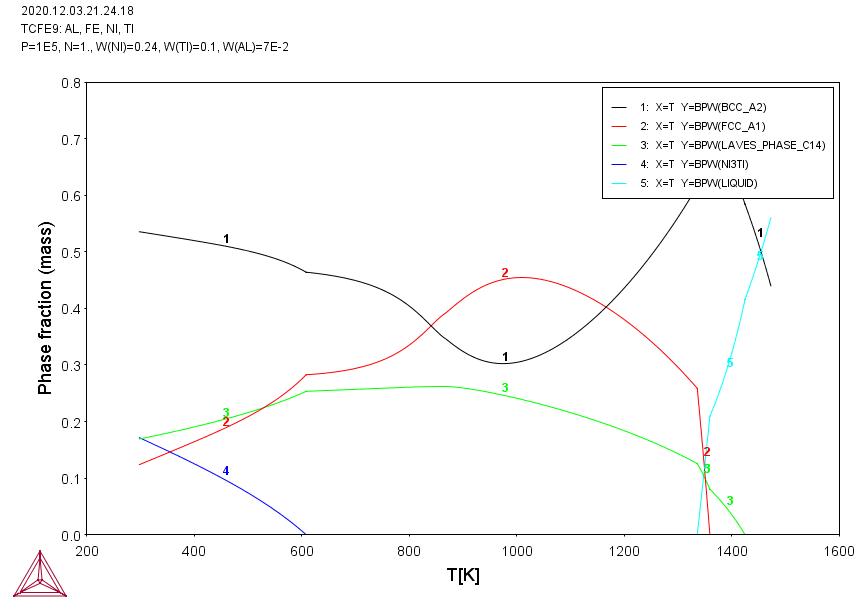 2020.12.03.21.24.18
TCFE9: AL, FE, NI, TI
P=1E5, N=1., W(NI)=0.24, W(TI)=0.1, W(AL)=7E-2
0.8
0.7
0.6
0.5
0.4
0.3
0.2
0.1
0.0
Phase fraction (mass)
1: X=T Y=BPW(BCC_A2)
2: X=T Y=BPW(FCC_A1)
3: X=T Y=BPW(LAVES_PHASE_C14)
4: X=T Y=BPW(NI3TI)
5: X=T Y=BPW(LIQUID)
1
1
5
2
1
5
3
3
2
2
3
4
3
200 400 600 800 1000 1200 1400 1600
T[K]